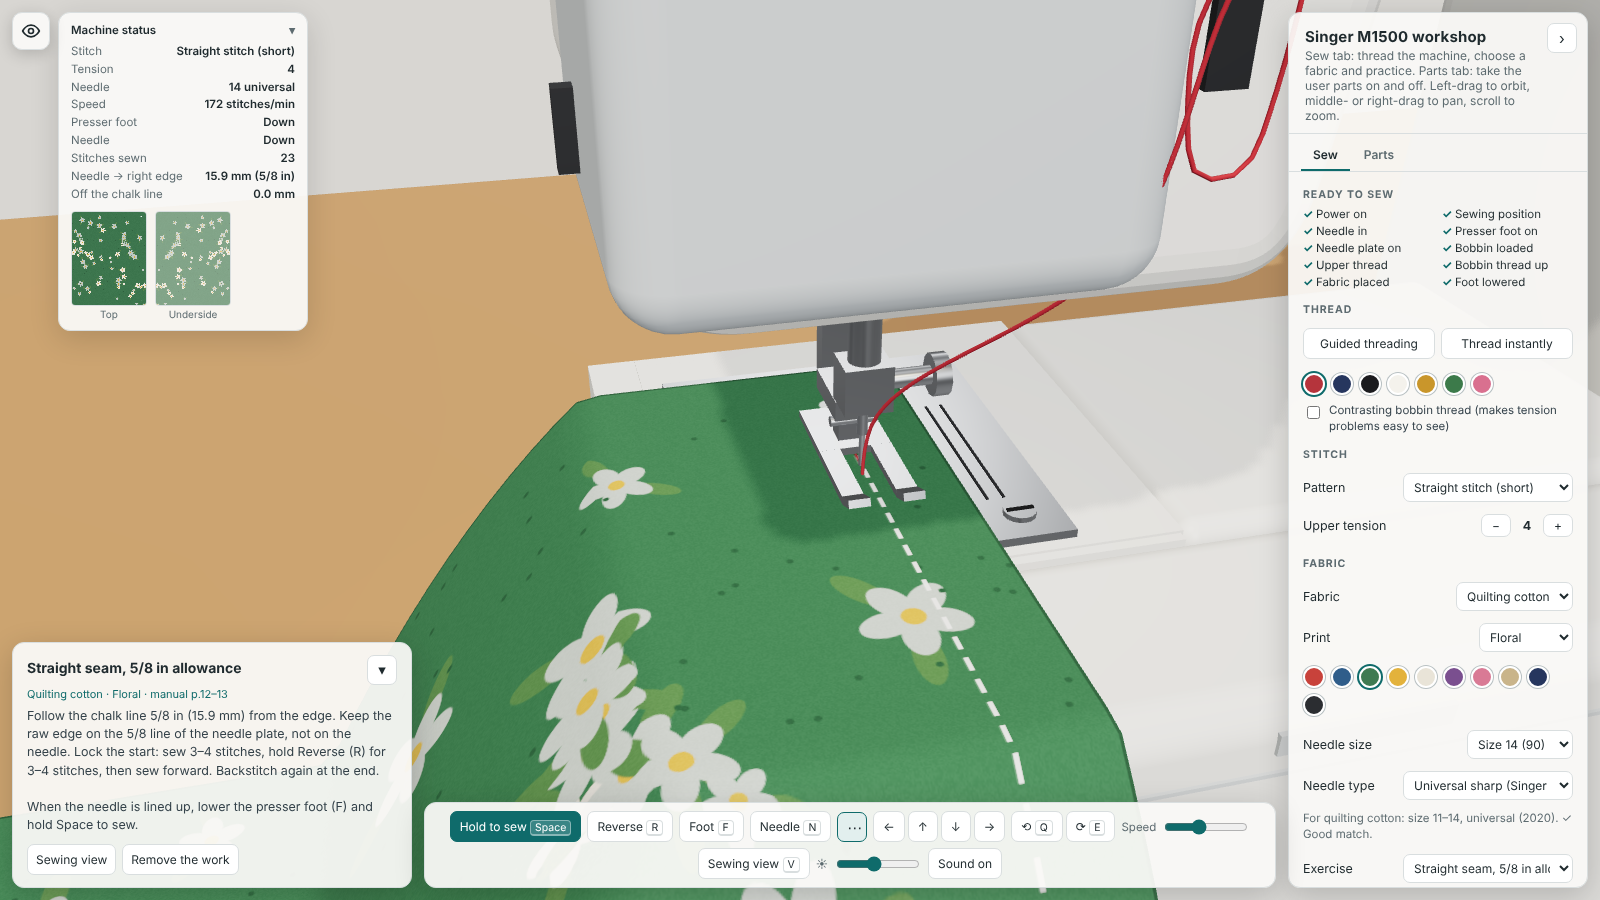 Machine status ▾
Stitch Straight stitch (short)
Tension 4
Needle 14 universal
Speed 172 stitches/min
Presser foot Down
Needle Down
Stitches sewn 23
Needle → right edge 15.9 mm (5/8 in)
Off the chalk line 0.0 mm
Top Underside
Singer M1500 workshop ›
Sew tab: thread the machine, choose a
fabric and practice. Parts tab: take the
user parts on and off. Left-drag to orbit,
middle- or right-drag to pan, scroll to
zoom.
Sew Parts
READY TO SEW
✓ Power on ✓ Sewing position
✓ Needle in ✓ Presser foot on
✓ Needle plate on ✓ Bobbin loaded
✓ Upper thread ✓ Bobbin thread up
✓ Fabric placed ✓ Foot lowered
THREAD
Guided threading Thread instantly
Contrasting bobbin thread (makes tension
problems easy to see)
STITCH
Pattern Straight stitch (short)
Upper tension − 4 +
FABRIC
Fabric Quilting cotton
Print Floral
Needle size Size 14 (90)
Needle type Universal sharp (Singer
For quilting cotton: size 11–14, universal (2020). ✓
Good match.
Exercise Straight seam, 5/8 in allo
Straight seam, 5/8 in allowance ▾
Quilting cotton · Floral · manual p.12–13
Follow the chalk line 5/8 in (15.9 mm) from the edge. Keep the
raw edge on the 5/8 line of the needle plate, not on the
needle. Lock the start: sew 3–4 stitches, hold Reverse (R) for
3–4 stitches, then sew forward. Backstitch again at the end.
When the needle is lined up, lower the presser foot (F) and
hold Space to sew.
Sewing view Remove the work
Hold to sew Space Reverse R Foot F Needle N ... ← ↑ ↓ → ⟲ Q ⟳ E Speed
Sewing view V ☀ Sound on